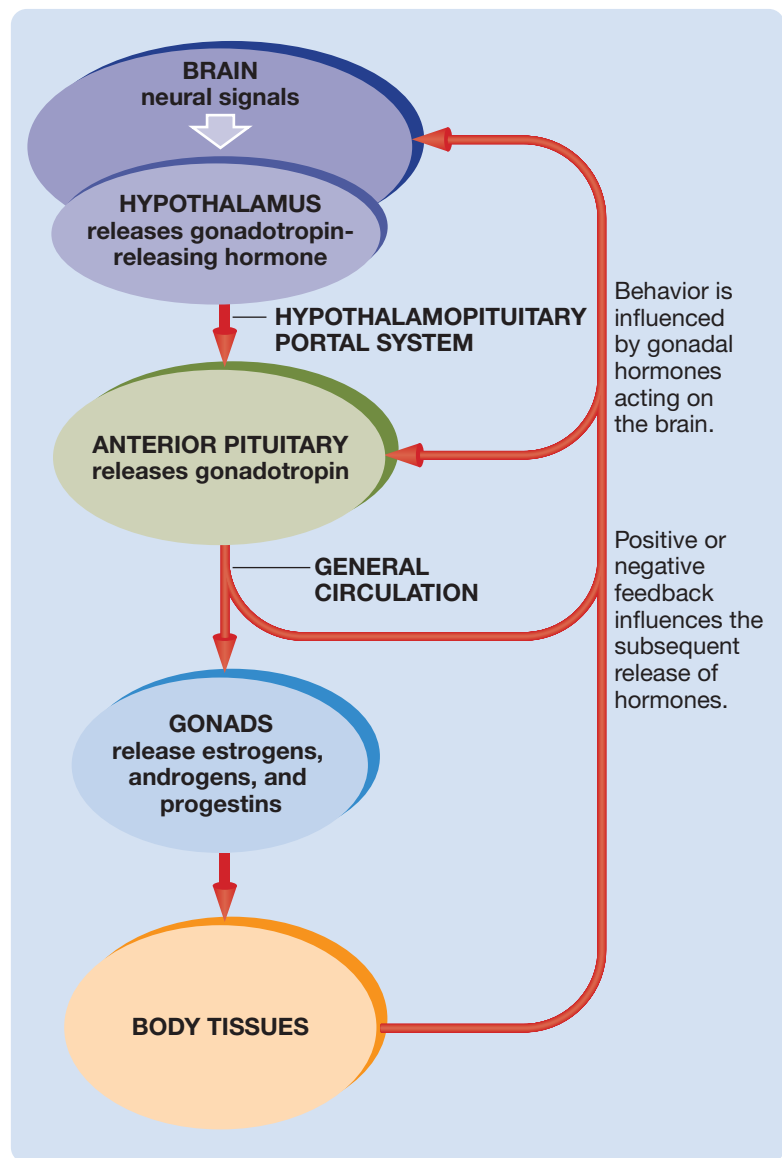 BRAIN
neural signals
HYPOTHALAMUS
releases gonadotropin-
releasing hormone
HYPOTHALAMOPITUITARY
PORTAL SYSTEM
Behavior is
influenced
by gonadal
hormones
acting on
the brain.
ANTERIOR PITUITARY
releases gonadotropin
GENERAL
CIRCULATION
Positive or
negative
feedback
influences the
subsequent
release of
hormones.
GONADS
release estrogens,
androgens, and
progestins
BODY TISSUES